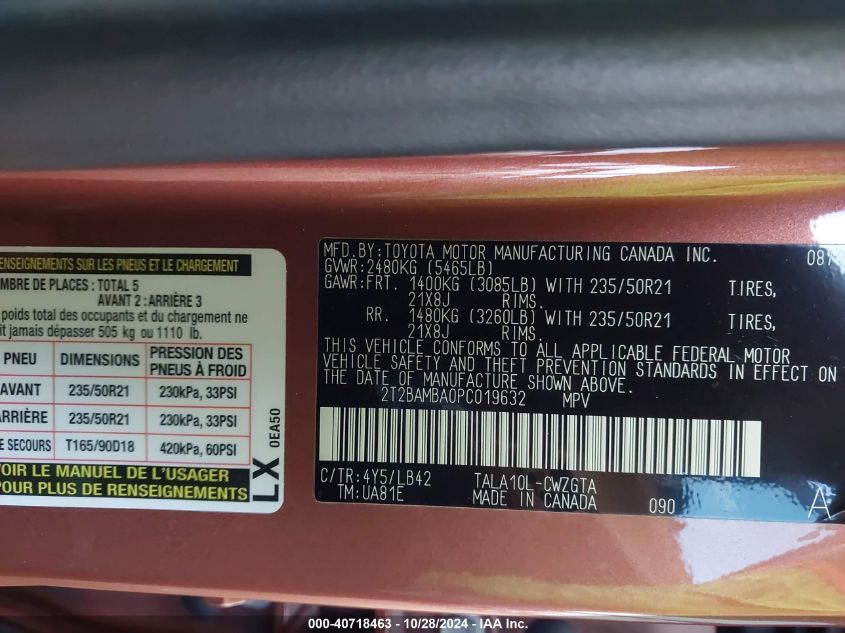 ENSEIGNEMENTS SUR LES PNEUS ET LE CHARGEMENT
MBRE DE PLACES : TOTAL 5
AVANT 2 : ARRIÈRE 3
poids total des occupants et du chargement ne
it jamais dépasser 505 kg ou 1110 lb.
PNEU DIMENSIONS PRESSION DES PNEUS À FROID
AVANT 235/50R21 230kPa, 33PSI
ARRIÈRE 235/50R21 230kPa, 33PSI
E SECOURS T165/90D18 420kPa, 60PSI
OIR LE MANUEL DE L'USAGER
POUR PLUS DE RENSEIGNEMENTS
LX 0EA50
MFD.BY:TOYOTA MOTOR MANUFACTURING CANADA INC. 08
GVWR:2480KG (5465LB)
GAWR:FRT. 1400KG (3085LB) WITH 235/50R21 TIRES,
21X8J RIMS.
RR. 1480KG (3260LB) WITH 235/50R21 TIRES,
21X8J RIMS.
THIS VEHICLE CONFORMS TO ALL APPLICABLE FEDERAL MOTOR
VEHICLE SAFETY AND THEFT PREVENTION STANDARDS IN EFFECT ON
THE DATE OF MANUFACTURE SHOWN ABOVE.
2T2BAMBA0PC019632 MPV
C/TR:4Y5/LB42 TALA10L-CWZGTA
TM:UA81E MADE IN CANADA 090 A
000-40718463 - 10/28/2024 - IAA Inc.